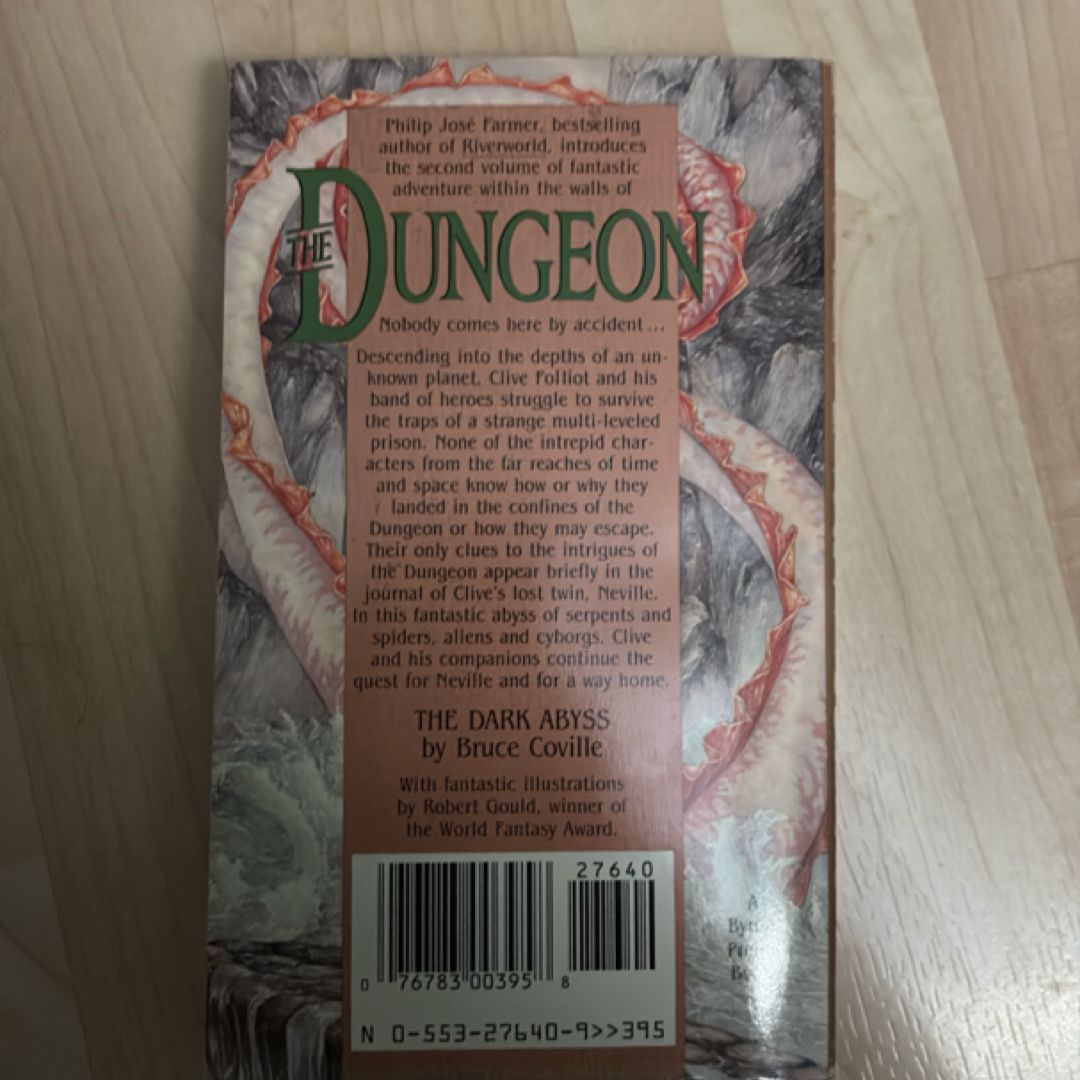 Philip José Farmer, bestselling
author of Riverworld, introduces
the second volume of fantastic
adventure within the walls of
THE DUNGEON
Nobody comes here by accident...
Descending into the depths of an un-
known planet, Clive Folliot and his
band of heroes struggle to survive
the traps of a strange multi-leveled
prison. None of the intrepid char-
acters from the far reaches of time
and space know how or why they
landed in the confines of the
Dungeon or how they may escape.
Their only clues to the intrigues of
the Dungeon appear briefly in the
journal of Clive's lost twin, Neville.
In this fantastic abyss of serpents and
spiders, aliens and cyborgs, Clive
and his companions continue the
quest for Neville and for a way home.
THE DARK ABYSS
by Bruce Coville
With fantastic illustrations
by Robert Gould, winner of
the World Fantasy Award.
27640
0 76783 00395 8
N 0-553-27640-9>>395
A